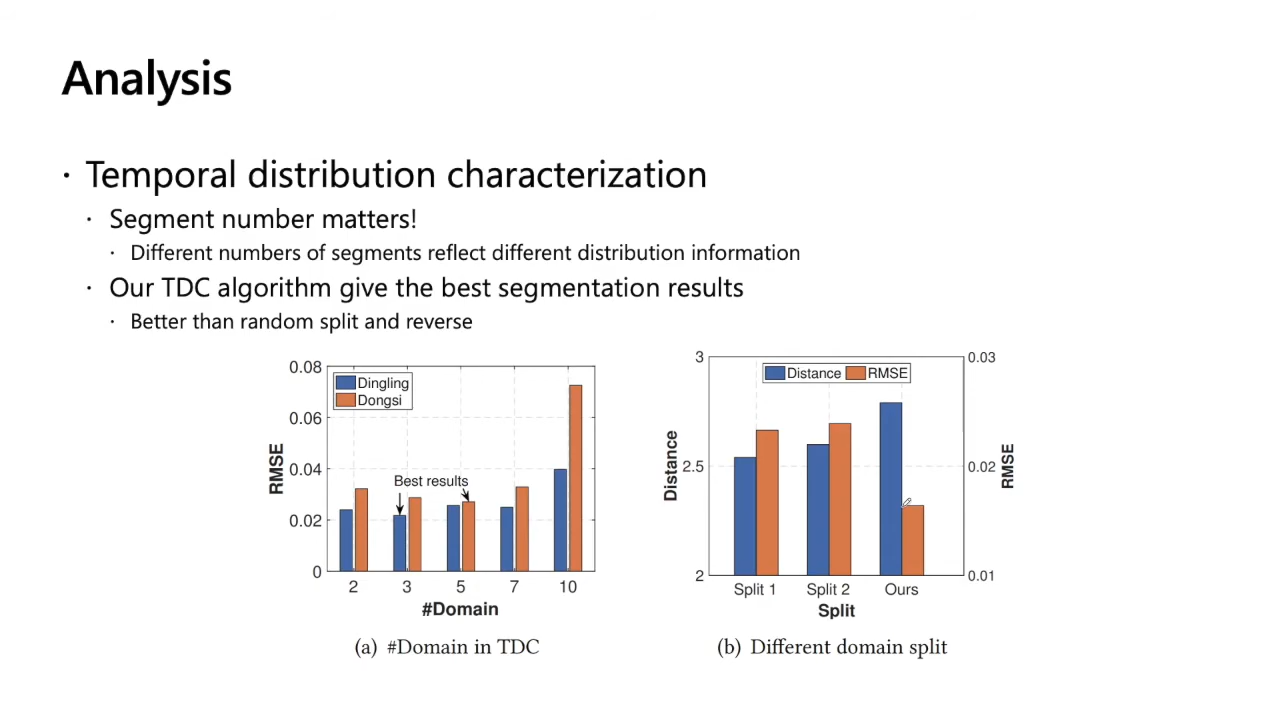 Analysis
· Temporal distribution characterization
· Segment number matters!
· Different numbers of segments reflect different distribution information
· Our TDC algorithm give the best segmentation results
· Better than random split and reverse
0.08
0.06
0.04
0.02
0
RMSE
Dingling
Dongsi
Best results
2 3 5 7 10
#Domain
(a) #Domain in TDC
3
2.5
2
Distance
Distance RMSE
0.03
0.02
0.01
RMSE
Split 1 Split 2 Ours
Split
(b) Different domain split